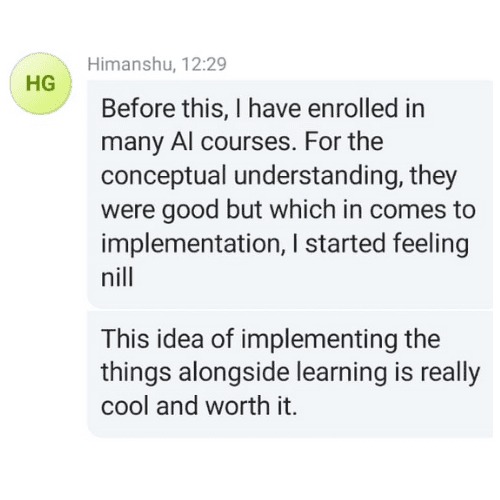 HG
Himanshu, 12:29
Before this, I have enrolled in
many AI courses. For the
conceptual understanding, they
were good but which in comes to
implementation, I started feeling
nill
This idea of implementing the
things alongside learning is really
cool and worth it.